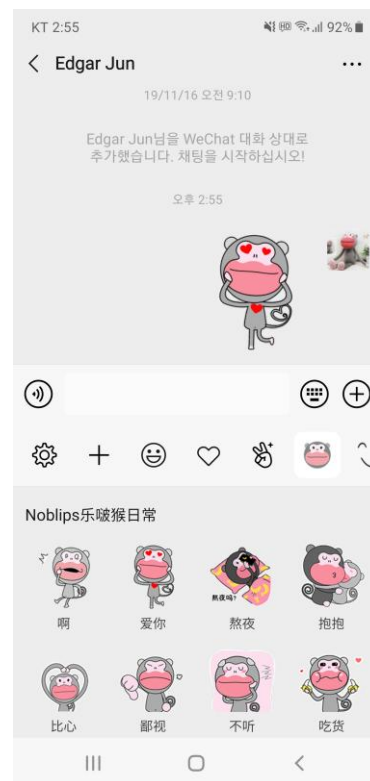 KT 2:55
92%
Edgar Jun
19/11/16 오전 9:10
Edgar Jun님을 WeChat 대화 상대로
추가했습니다. 채팅을 시작하십시오!
오후 2:55
Noblips乐啵猴日常
熬夜吗?
啊 爱你 熬夜 抱抱
比心 鄙视 不听 吃货